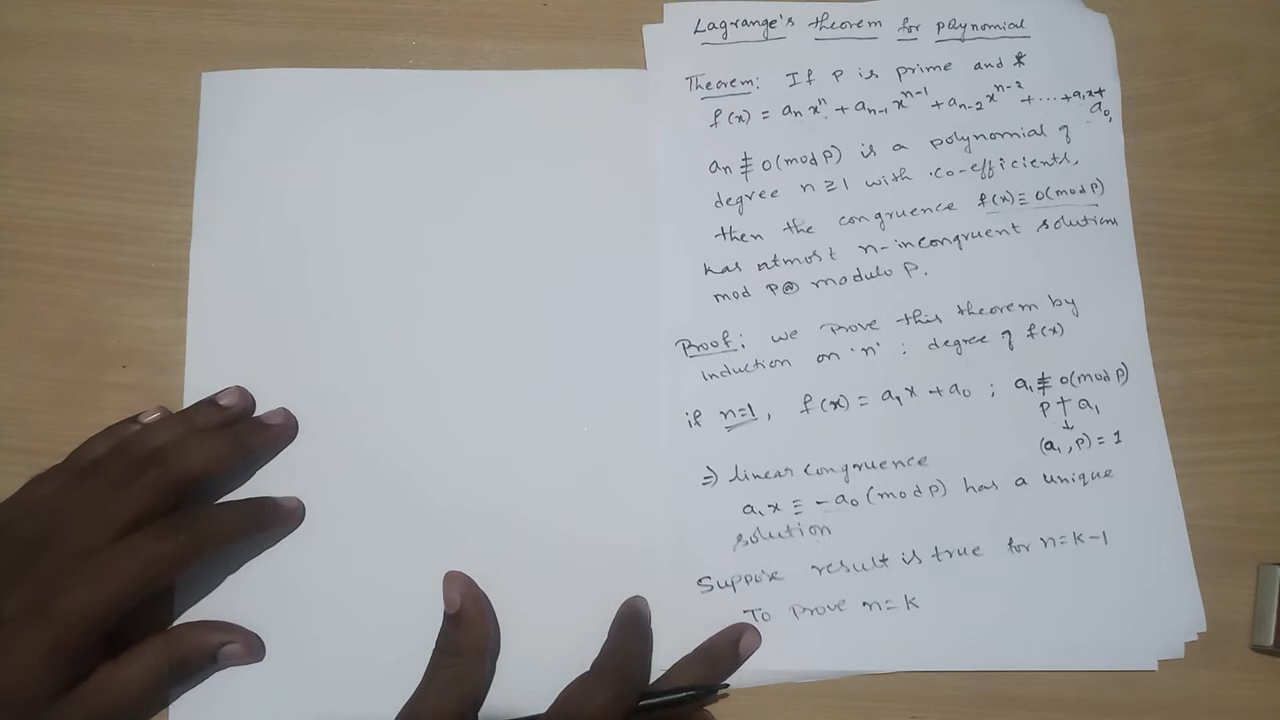 Lagrange's theorem for polynomial
Theorem: If P is prime and
f(x) = aₙxⁿ + aₙ₋₁xⁿ⁻¹ + aₙ₋₂xⁿ⁻² + ... + a₁x + a₀,
aₙ ≢ 0(mod P) is a polynomial of
degree n ≥ 1 with co-efficients,
then the congruence f(x) ≡ 0(mod P)
has atmost n-incongruent solutions
mod P modulo P.
Proof: we Prove this theorem by
induction on 'n' : degree of f(x)
if n=1, f(x) = a₁x + a₀ ; a₁ ≢ 0(mod P)
P ∤ a₁
↓
(a₁, P) = 1
⇒ linear congruence
a₁x ≡ -a₀(mod P) has a unique
solution
Suppose result is true for n=k-1
To Prove n=k